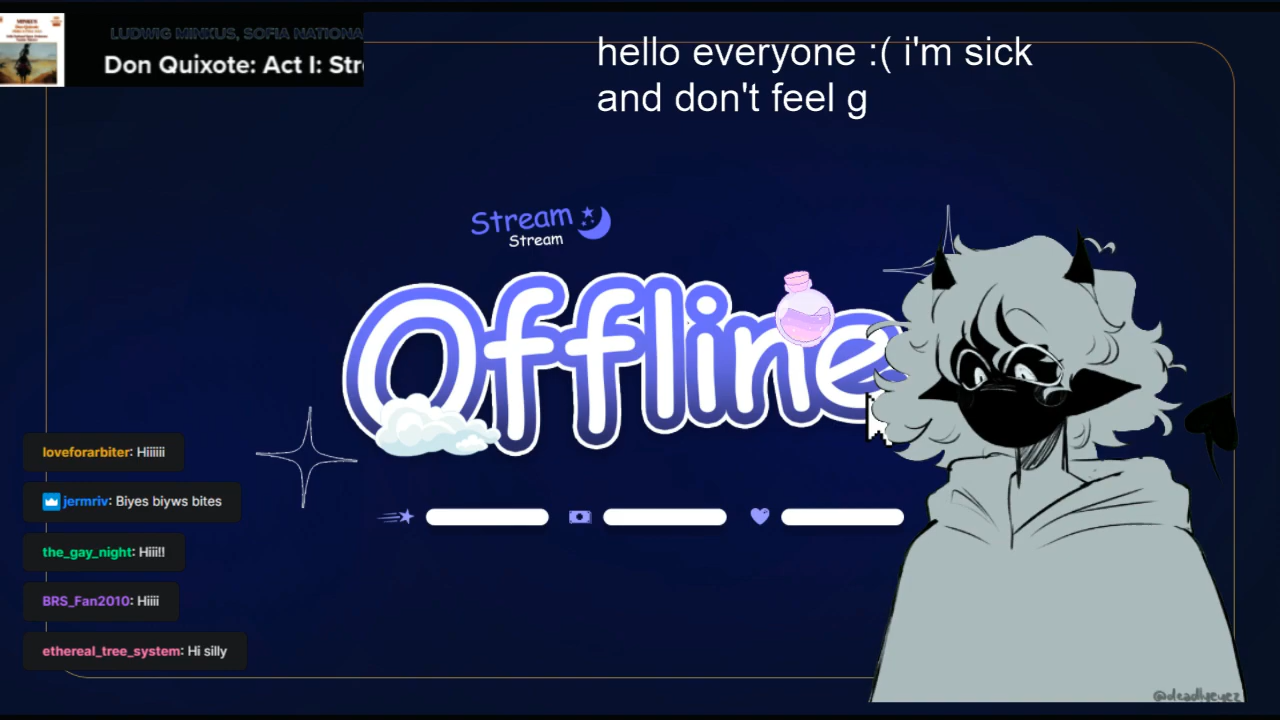 LUDWIG MINKUS, SOFIA NATIONA
Don Quixote: Act I: Str
hello everyone :( i'm sick
and don't feel g
Stream
Stream
Offline
loveforarbiter: Hiiiiii
jermriv: Biyes biyws bites
the_gay_night: Hiii!!
BRS_Fan2010: Hiiii
ethereal_tree_system: Hi silly
@deadlyeyez